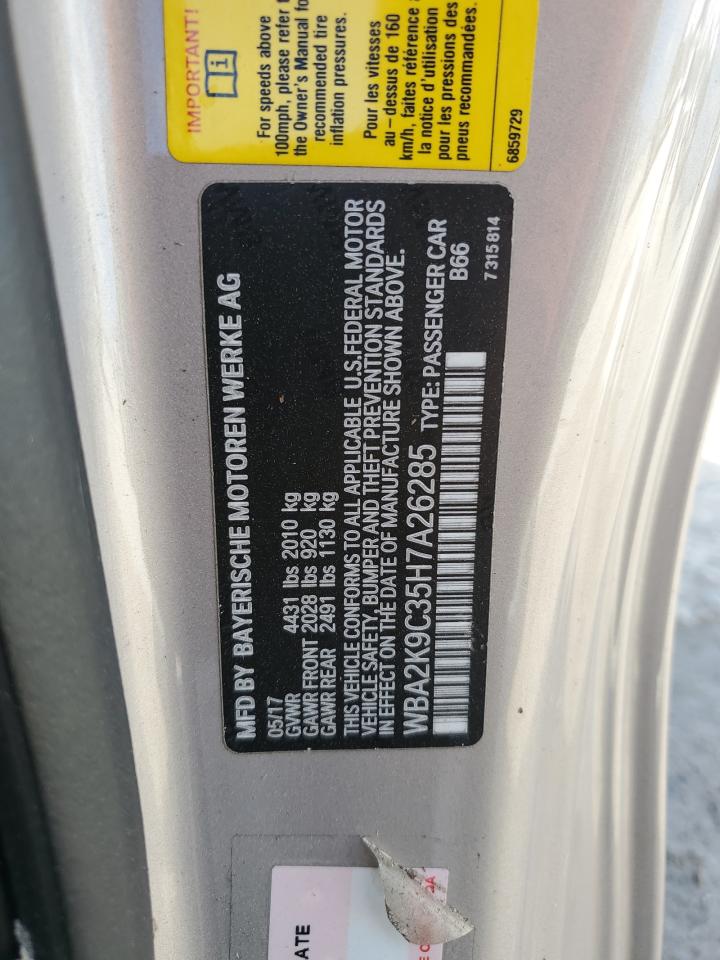 IMPORTANT!
For speeds above
100mph, please refer
the Owner's Manual
recommended tire
inflation pressures.
Pour les vitesses
au-dessus de 160
km/h, faites référence
la notice d'utilisation
pour les pressions des
pneus recommandées.
6859729
MFD BY BAYERISCHE MOTOREN WERKE AG
05/17
GVWR 4431 lbs 2010 kg
GAWR FRONT 2028 lbs 920 kg
GAWR REAR 2491 lbs 1130 kg
THIS VEHICLE CONFORMS TO ALL APPLICABLE U.S.FEDERAL MOTOR
VEHICLE SAFETY, BUMPER AND THEFT PREVENTION STANDARDS
IN EFFECT ON THE DATE OF MANUFACTURE SHOWN ABOVE.
WBA2K9C35H7A26285 TYPE: PASSENGER CAR
B66
7315814
ATE